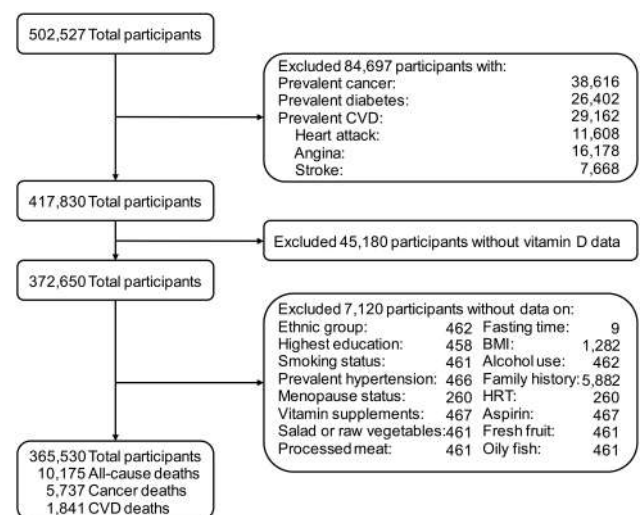 502,527 Total participants
Excluded 84,697 participants with:
Prevalent cancer: 38,616
Prevalent diabetes: 26,402
Prevalent CVD: 29,162
Heart attack: 11,608
Angina: 16,178
Stroke: 7,668
417,830 Total participants
Excluded 45,180 participants without vitamin D data
372,650 Total participants
Excluded 7,120 participants without data on:
Ethnic group: 462 Fasting time: 9
Highest education: 458 BMI: 1,282
Smoking status: 461 Alcohol use: 462
Prevalent hypertension: 466 Family history: 5,882
Menopause status: 260 HRT: 260
Vitamin supplements: 467 Aspirin: 467
Salad or raw vegetables: 461 Fresh fruit: 461
Processed meat: 461 Oily fish: 461
365,530 Total participants
10,175 All-cause deaths
5,737 Cancer deaths
1,841 CVD deaths